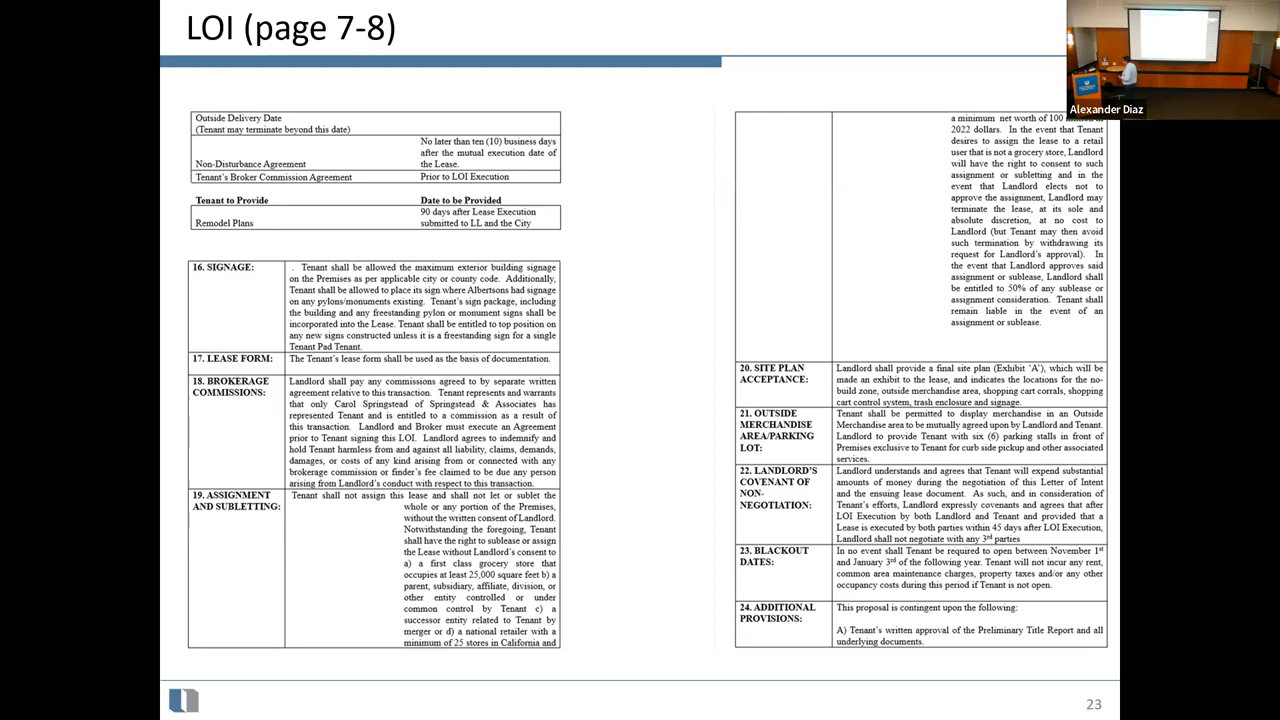 LOI (page 7-8)
Alexander Diaz
Outside Delivery Date
(Tenant may terminate beyond this date)
No later than ten (10) business days
after the mutual execution date of
Non-Disturbance Agreement the Lease.
Tenant's Broker Commission Agreement Prior to LOI Execution
Tenant to Provide Date to be Provided
90 days after Lease Execution
Remodel Plans submitted to LL and the City
16. SIGNAGE: . Tenant shall be allowed the maximum exterior building signage
on the Premises as per applicable city or county code. Additionally,
Tenant shall be allowed to place its sign where Albertsons had signage
on any pylons/monuments existing. Tenant's sign package, including
the building and any freestanding pylon or monument signs shall be
incorporated into the Lease. Tenant shall be entitled to top position on
any new signs constructed unless it is a freestanding sign for a single
Tenant Pad Tenant.
17. LEASE FORM: The Tenant's lease form shall be used as the basis of documentation.
18. BROKERAGE Landlord shall pay any commissions agreed to by separate written
COMMISSIONS: agreement relative to this transaction. Tenant represents and warrants
that only Carol Springstead of Springstead & Associates has
represented Tenant and is entitled to a commission as a result of
this transaction. Landlord and Broker must execute an Agreement
prior to Tenant signing this LOI. Landlord agrees to indemnify and
hold Tenant harmless from and against all liability, claims, demands,
damages, or costs of any kind arising from or connected with any
brokerage commission or finder's fee claimed to be due any person
arising from Landlord's conduct with respect to this transaction.
19. ASSIGNMENT Tenant shall not assign this lease and shall not let or sublet the
AND SUBLETTING: whole or any portion of the Premises,
without the written consent of Landlord.
Notwithstanding the foregoing, Tenant
shall have the right to sublease or assign
the Lease without Landlord's consent to
a) a first class grocery store that
occupies at least 25,000 square feet b) a
parent, subsidiary, affiliate, division, or
other entity controlled or under
common control by Tenant c) a
successor entity related to Tenant by
merger or d) a national retailer with a
minimum of 25 stores in California and
a minimum net worth of 100 in
2022 dollars. In the event that Tenant
desires to assign the lease to a retail
user that is not a grocery store, Landlord
will have the right to consent to such
assignment or subletting and in the
event that Landlord elects not to
approve the assignment, Landlord may
terminate the lease, at its sole and
absolute discretion, at no cost to
Landlord (but Tenant may then avoid
such termination by withdrawing its
request for Landlord's approval). In
the event that Landlord approves said
assignment or sublease, Landlord shall
be entitled to 50% of any sublease or
assignment consideration. Tenant shall
remain liable in the event of an
assignment or sublease.
20. SITE PLAN Landlord shall provide a final site plan (Exhibit 'A'), which will be
ACCEPTANCE: made an exhibit to the lease, and indicates the locations for the no-
build zone, outside merchandise area, shopping cart corrals, shopping
cart control system, trash enclosure and signage.
21. OUTSIDE Tenant shall be permitted to display merchandise in an Outside
MERCHANDISE Merchandise area to be mutually agreed upon by Landlord and Tenant.
AREA/PARKING Landlord to provide Tenant with six (6) parking stalls in front of
LOT: Premises exclusive to Tenant for curb side pickup and other associated
services.
22. LANDLORD'S Landlord understands and agrees that Tenant will expend substantial
COVENANT OF amounts of money during the negotiation of this Letter of Intent
NON- and the ensuing lease document. As such, and in consideration of
NEGOTIATION: Tenant's efforts, Landlord expressly covenants and agrees that after
LOI Execution by both Landlord and Tenant and provided that a
Lease is executed by both parties within 45 days after LOI Execution,
Landlord shall not negotiate with any 3rd parties
23. BLACKOUT In no event shall Tenant be required to open between November 1st
DATES: and January 3rd of the following year. Tenant will not incur any rent,
common area maintenance charges, property taxes and/or any other
occupancy costs during this period if Tenant is not open.
24. ADDITIONAL This proposal is contingent upon the following:
PROVISIONS:
A) Tenant's written approval of the Preliminary Title Report and all
underlying documents.
23